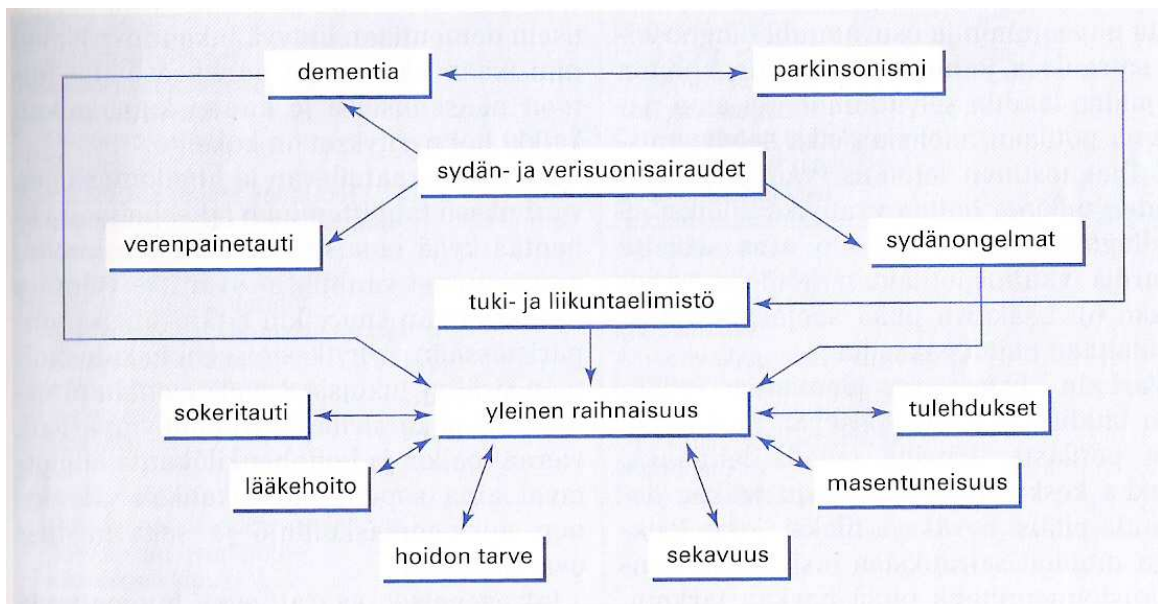 dementia
parkinsonismi
sydän- ja verisuonisairaudet
verenpainetauti
sydänongelmat
tuki- ja liikuntaelimistö
sokeritauti
yleinen raihnaisuus
tulehdukset
lääkehoito
masentuneisuus
hoidon tarve
sekavuus